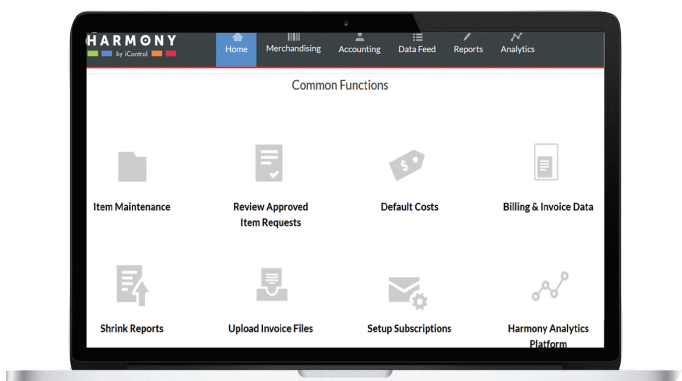 HARMONY
by iControl
Home Merchandising Accounting Data Feed Reports Analytics
Common Functions
Item Maintenance
Review Approved
Item Requests
Default Costs
Billing & Invoice Data
Shrink Reports
Upload Invoice Files
Setup Subscriptions
Harmony Analytics
Platform